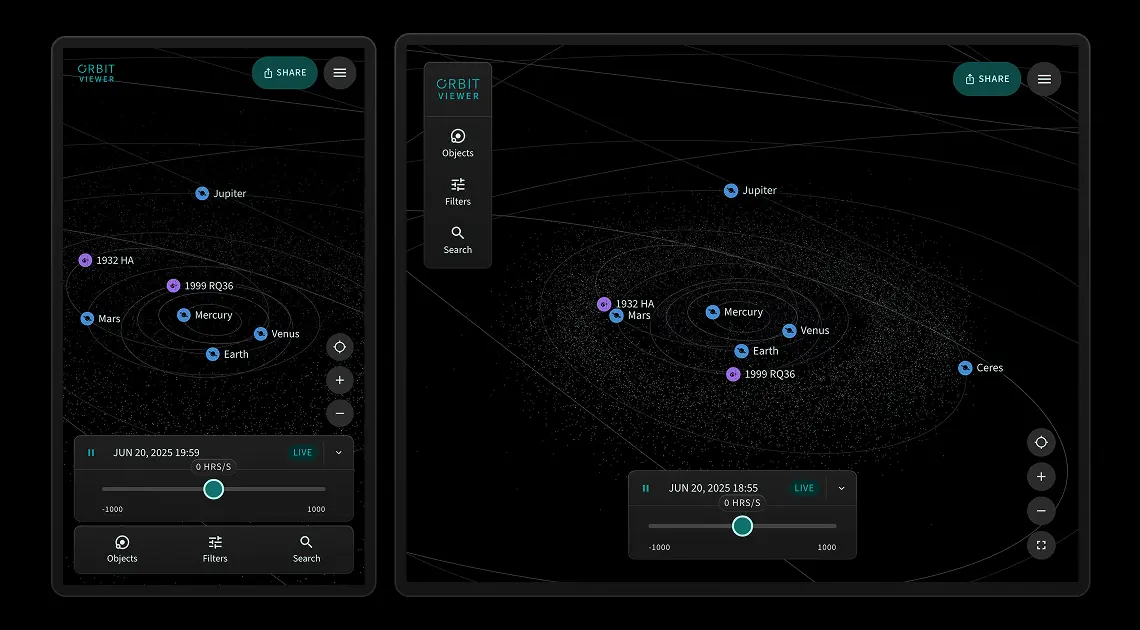 ORBIT
VIEWER
SHARE
Jupiter
1932 HA
1999 RQ36
Mars
Mercury
Venus
Earth
JUN 20, 2025 19:59
LIVE
0 HRS/S
-1000
1000
Objects
Filters
Search
ORBIT
VIEWER
Objects
Filters
Search
SHARE
Jupiter
1932 HA
Mars
Mercury
Venus
Earth
1999 RQ36
Ceres
JUN 20, 2025 18:55
LIVE
0 HRS/S
-1000
1000